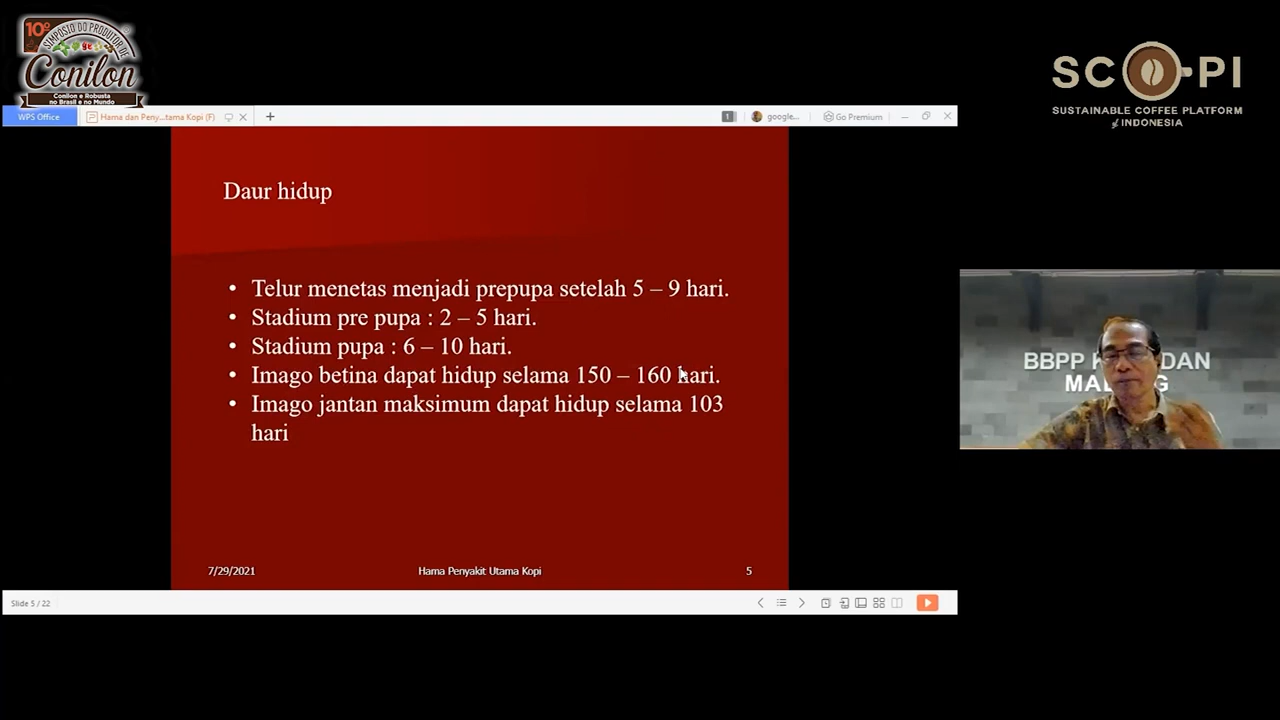 10º
SIMPÓSIO DO PRODUTOR DE
Conilon
Conilon e Robusta
no Brasil e no Mundo
SCOPI
SUSTAINABLE COFFEE PLATFORM
of INDONESIA
WPS Office
Hama dan Peny...tama Kopi (F)
1
google...
Go Premium
Daur hidup
• Telur menetas menjadi prepupa setelah 5 – 9 hari.
• Stadium pre pupa : 2 – 5 hari.
• Stadium pupa : 6 – 10 hari.
• Imago betina dapat hidup selama 150 – 160 hari.
• Imago jantan maksimum dapat hidup selama 103
hari
7/29/2021
Hama Penyakit Utama Kopi
5
Slide 5 / 22
BBPP K DAN
MA G